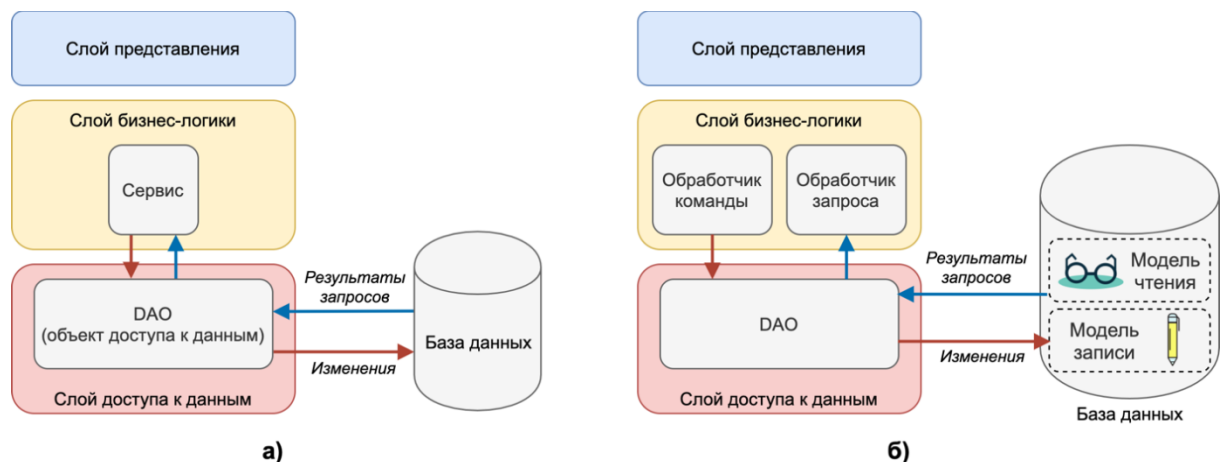 Слой представления
Слой бизнес-логики
Сервис
DAO
(объект доступа к данным)
Слой доступа к данным
Результаты
запросов
Изменения
База данных
а)
Слой представления
Слой бизнес-логики
Обработчик
команды
Обработчик
запроса
DAO
Слой доступа к данным
Результаты
запросов
Изменения
Модель
чтения
Модель
записи
База данных
б)